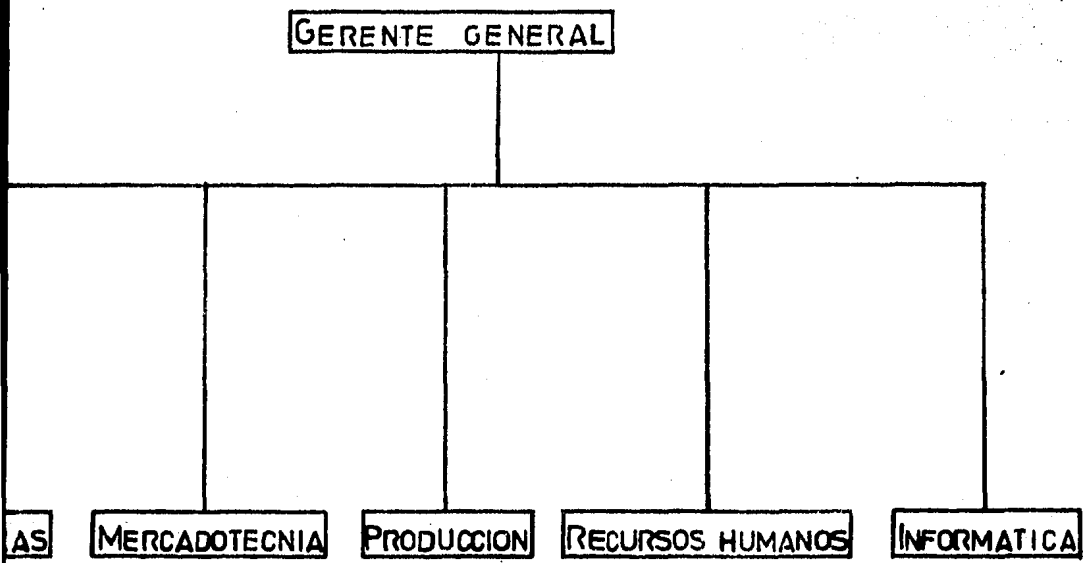 GERENTE GENERAL
AS MERCADOTECNIA PRODUCCION RECURSOS HUMANOS INFORMATICA